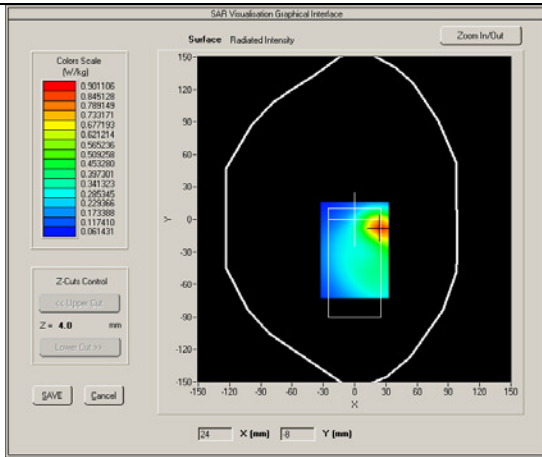 SAR Visualisation Graphical Interface
Surface Radiated Intensity
Zoom In/Out
Colors Scale
(W/kg)
0.901106
0.845128
0.789149
0.733171
0.677193
0.621214
0.565236
0.509258
0.453280
0.397301
0.341323
0.285345
0.229366
0.173388
0.117410
0.061431
Z-Cuts Control
<< Upper Cut
Z = 4.0 mm
Lower Cut >>
SAVE Cancel
150
120
90
60
30
0
-30
-60
-90
-120
-150
Y
-150 -120 -90 -60 -30 0 30 60 90 120 150
X
24 X (mm) -8 Y (mm)